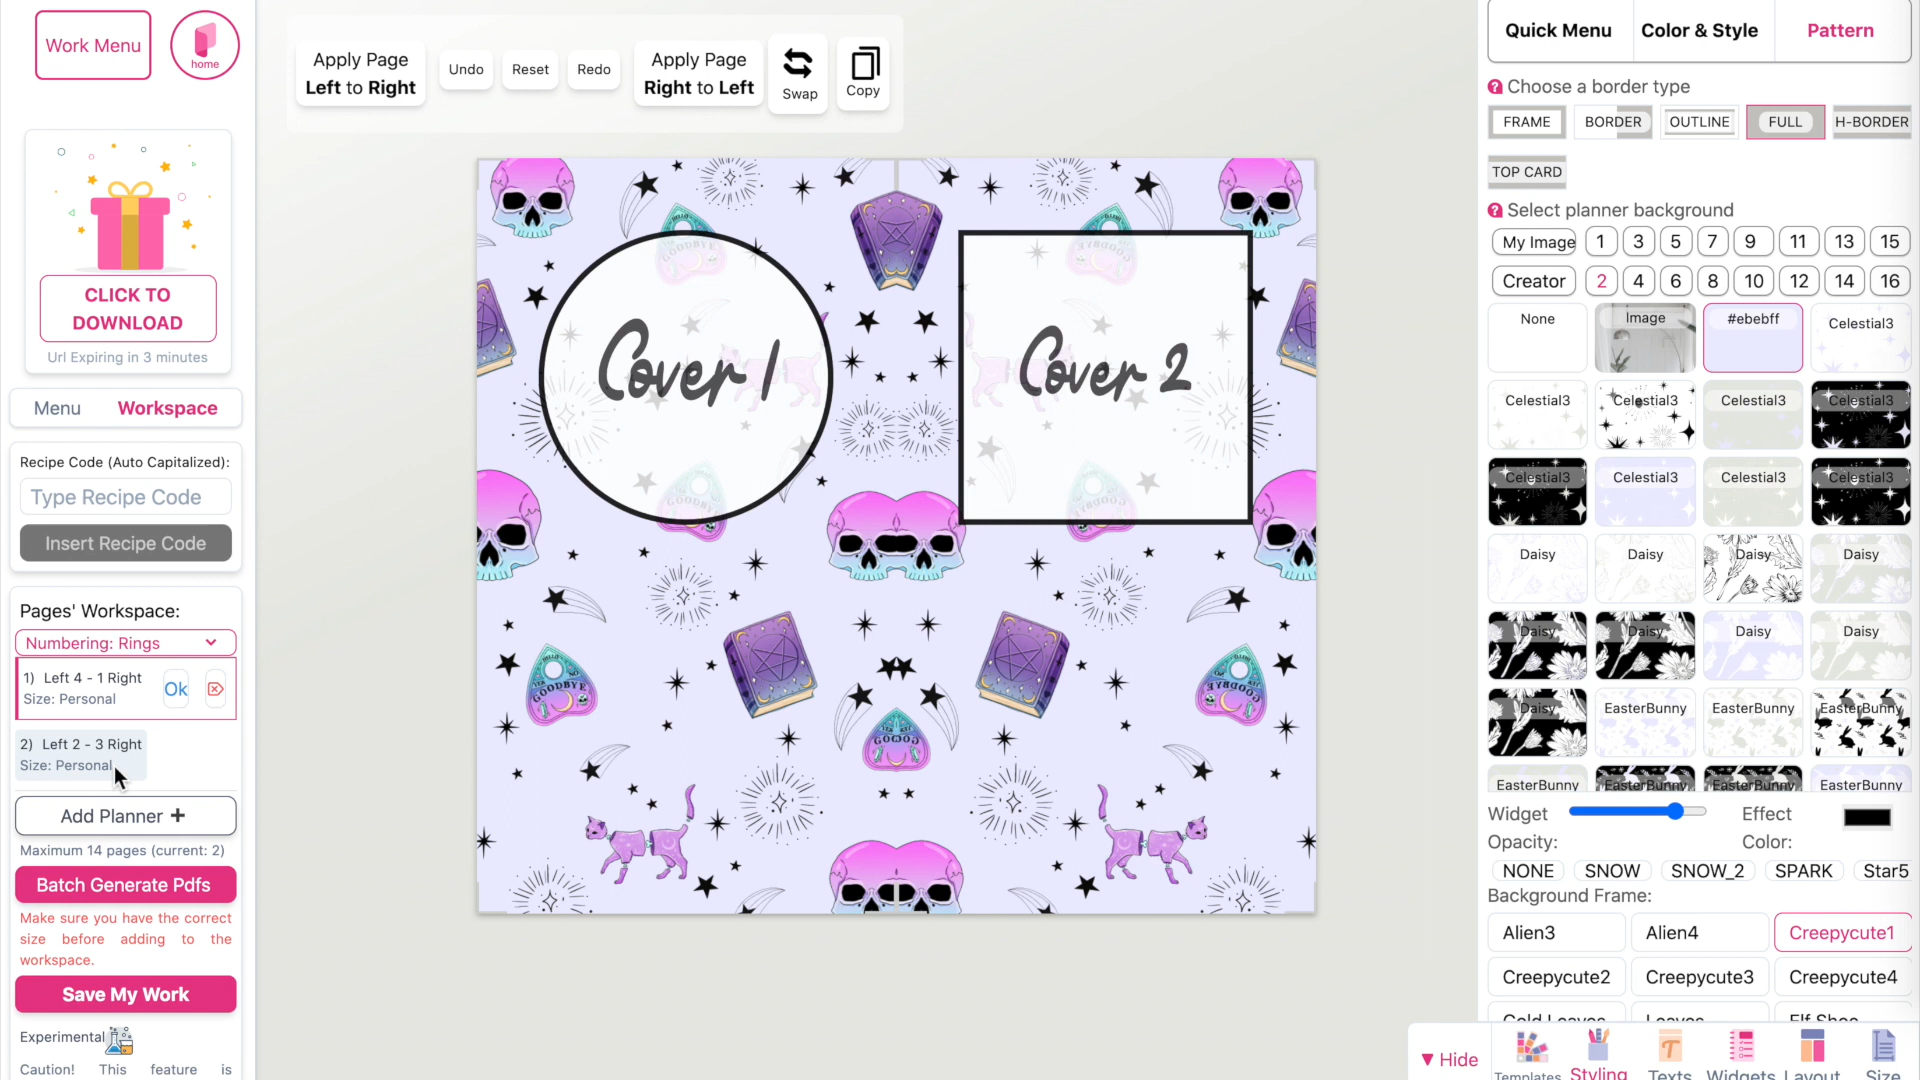 Work Menu
home
CLICK TO
DOWNLOAD
Url Expiring in 3 minutes
Menu
Workspace
Recipe Code (Auto Capitalized):
Type Recipe Code
Insert Recipe Code
Pages' Workspace:
Numbering: Rings
1) Left 4 - 1 Right
Size: Personal
Ok
2) Left 2 - 3 Right
Size: Personal
Add Planner +
Maximum 14 pages (current: 2)
Batch Generate Pdfs
Make sure you have the correct
size before adding to the
workspace.
Save My Work
Experimental
Caution! This feature is
Apply Page
Left to Right
Undo
Reset
Redo
Apply Page
Right to Left
Swap
Copy
Cover 1
Cover 2
GOODBYE
Quick Menu
Color & Style
Pattern
? Choose a border type
FRAME
BORDER
OUTLINE
FULL
H-BORDER
TOP CARD
? Select planner background
My Image 1 3 5 7 9 11 13 15
Creator 2 4 6 8 10 12 14 16
None
Image
#ebebff
Celestial3
Celestial3
Celestial3
Celestial3
Celestial3
Celestial3
Celestial3
Celestial3
Celestial3
Daisy
Daisy
Daisy
Daisy
Daisy
Daisy
Daisy
Daisy
Daisy
EasterBunny
EasterBunny
EasterBunny
EasterBunny
EasterBunny
EasterBunny
EasterBunny
Widget
Opacity:
Effect
Color:
NONE
SNOW
SNOW_2
SPARK
Star5
Background Frame:
Alien3
Alien4
Creepycute1
Creepycute2
Creepycute3
Creepycute4
Gold Leaves
Leaves
Elf Shoe
▼ Hide
Templates
Styling
Texts
Widgets
Layout
Size